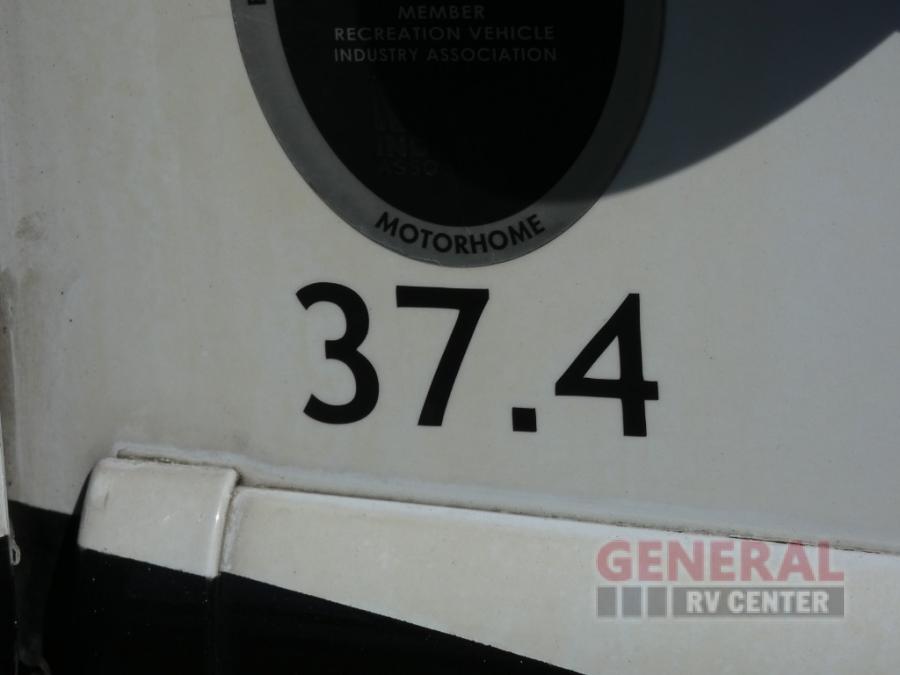 MEMBER
RECREATION VEHICLE
INDUSTRY ASSOCIATION
MOTORHOME
37.4
GENERAL
RV CENTER